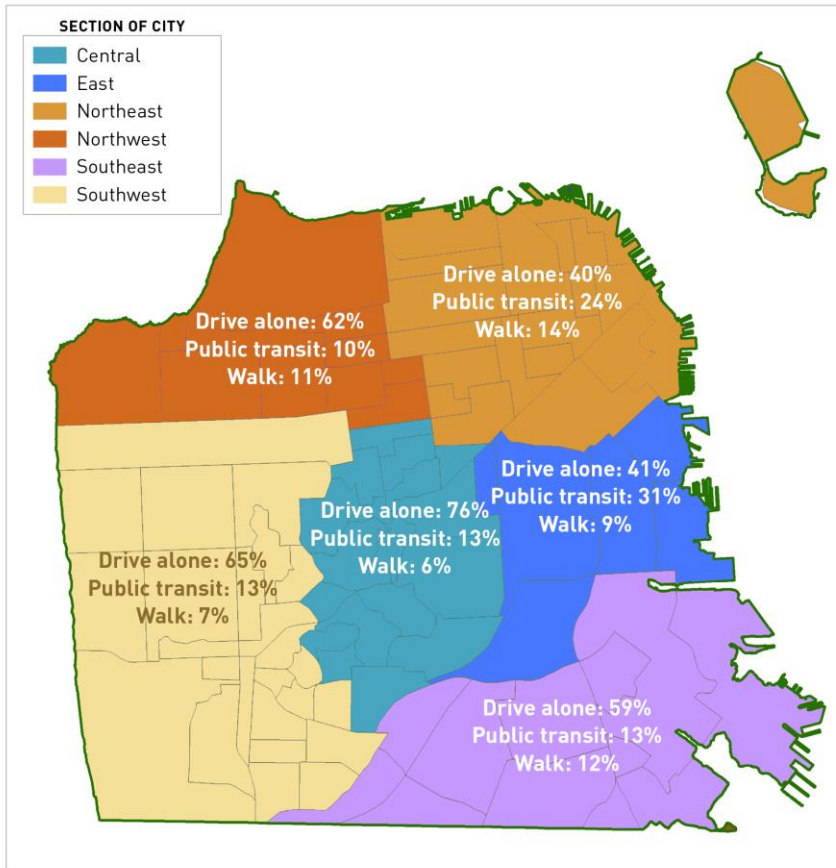 SECTION OF CITY
Central
East
Northeast
Northwest
Southeast
Southwest
Drive alone: 40%
Public transit: 24%
Walk: 14%
Drive alone: 62%
Public transit: 10%
Walk: 11%
Drive alone: 41%
Public transit: 31%
Walk: 9%
Drive alone: 76%
Public transit: 13%
Walk: 6%
Drive alone: 65%
Public transit: 13%
Walk: 7%
Drive alone: 59%
Public transit: 13%
Walk: 12%